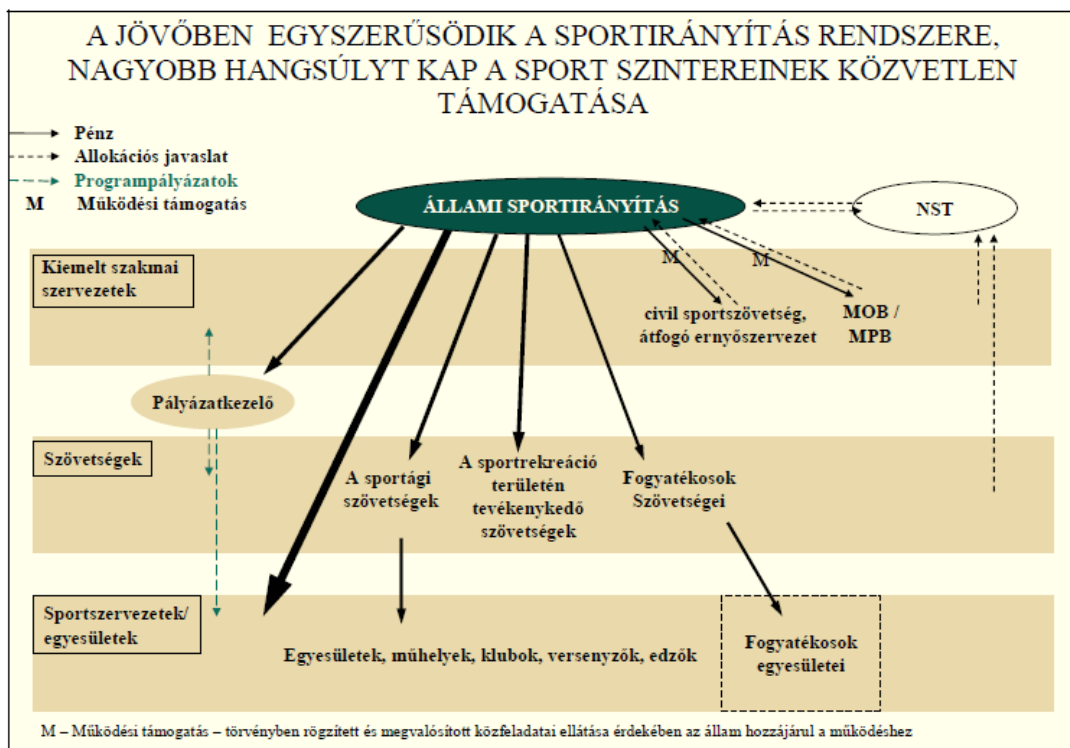 A JÖVŐBEN EGYSZERŰSÖDIK A SPORTIRÁNYÍTÁS RENDSZERE,
NAGYOBB HANGSÚLYT KAP A SPORT SZINTEREINEK KÖZVETLEN
TÁMOGATÁSA
Pénz
Allokációs javaslat
Programpályázatok
M Működési támogatás
ÁLLAMI SPORTIRÁNYÍTÁS
NST
Kiemelt szakmai
szervezetek
M
M
civil sportszövetség,
átfogó ernyőszervezet
MOB /
MPB
Pályázatkezelő
Szövetségek
A sportági
szövetségek
A sportrekreáció
területén
tevékenykedő
szövetségek
Fogyatékosok
Szövetségei
Sportszervezetek/
egyesületek
Egyesületek, műhelyek, klubok, versenyzők, edzők
Fogyatékosok
egyesületei
M – Működési támogatás – törvényben rögzített és megvalósított közfeladatai ellátása érdekében az állam hozzájárul a működéshez